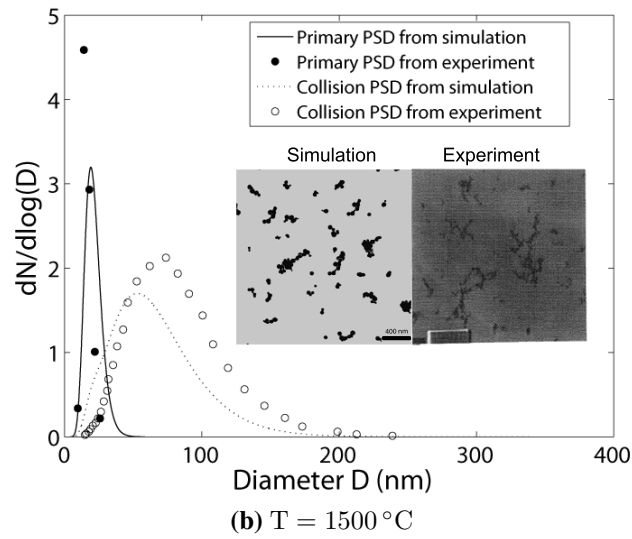 5
4
3
2
1
0
dN/dlog(D)
Primary PSD from simulation
Primary PSD from experiment
Collision PSD from simulation
Collision PSD from experiment
Simulation
Experiment
400 nm
0
100
200
300
400
Diameter D (nm)
(b) T = 1500 °C